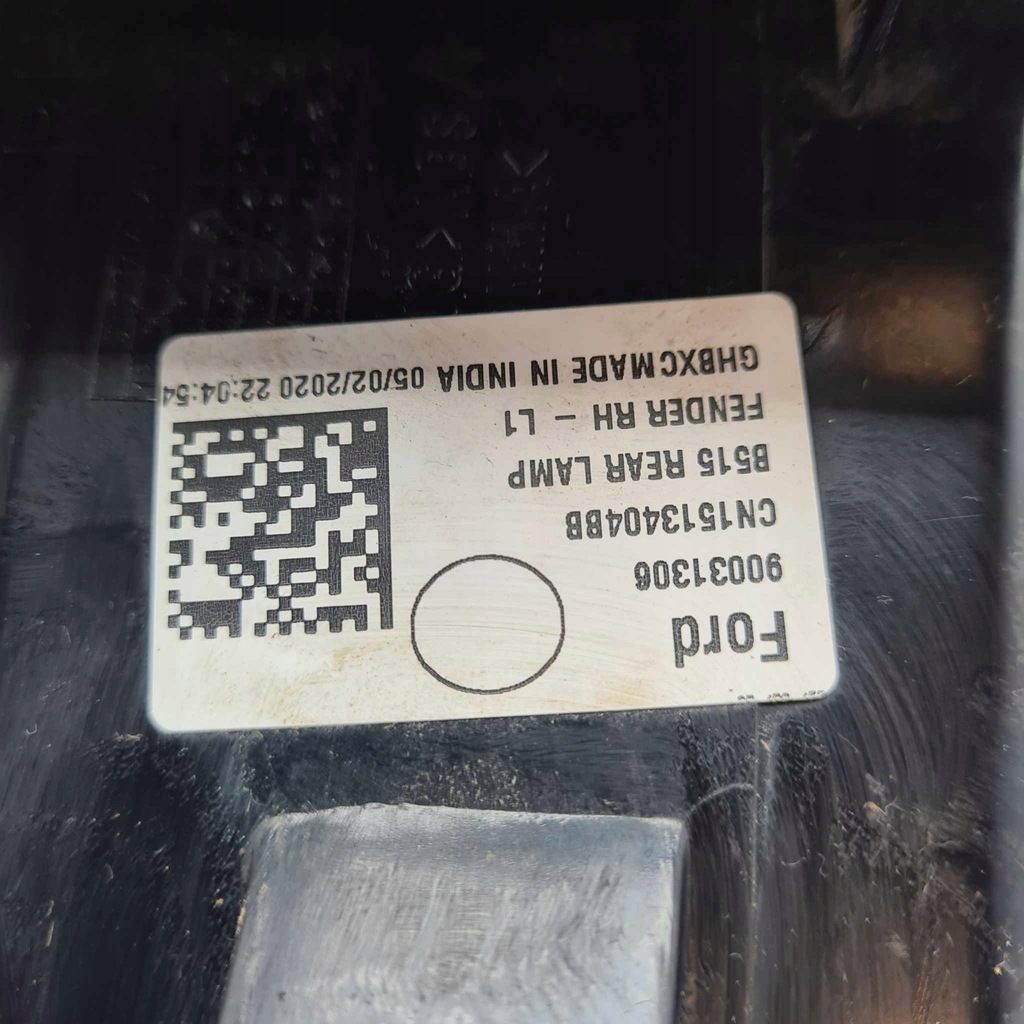 Ford
90031306
CN1513404BB
B515 REAR LAMP
FENDER RH - L1
GHBXCMADE IN INDIA 05/02/2020 22:04:54